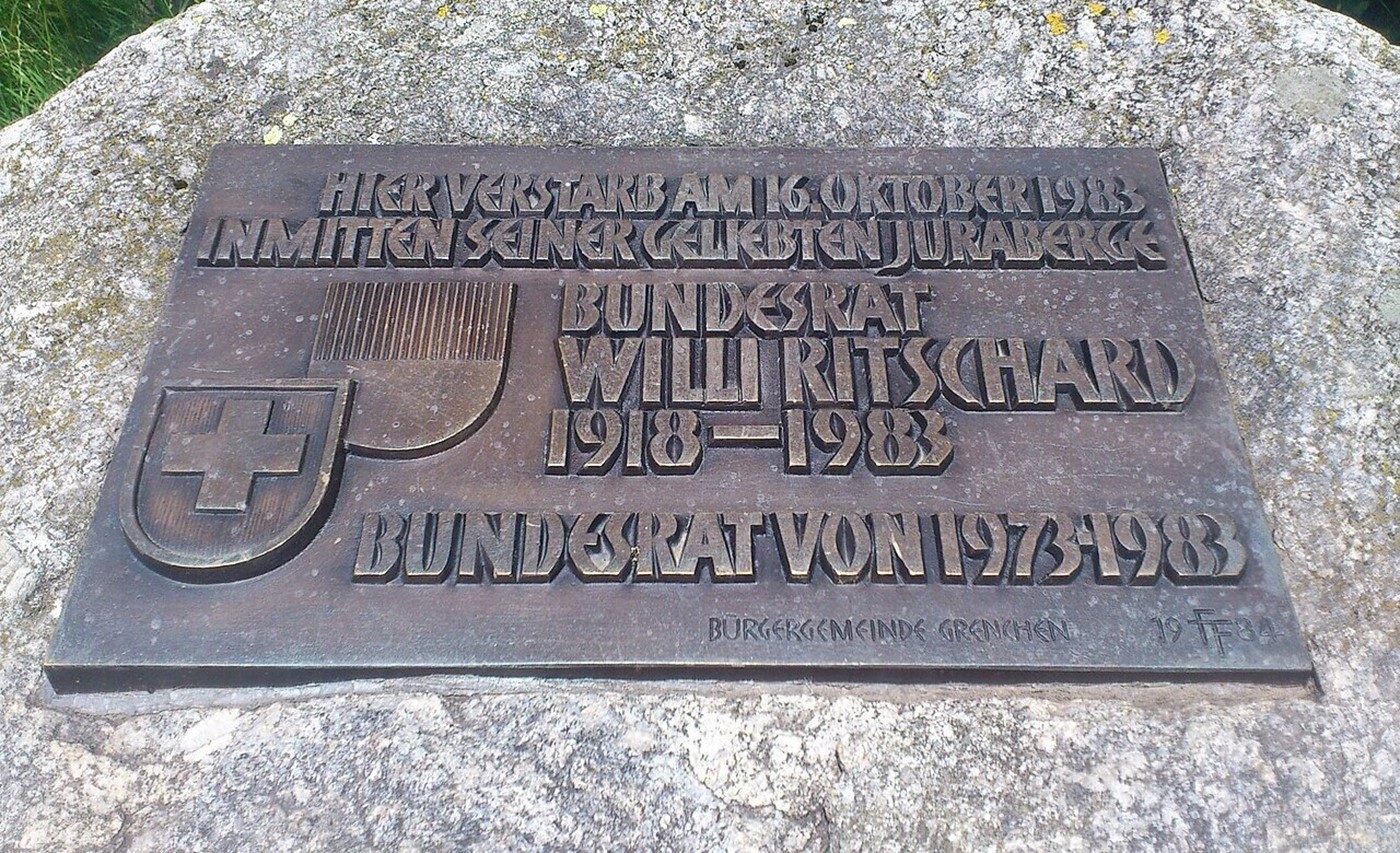 HIER VERSTARB AM 16. OKTOBER 1983
INMITTEN SEINER GELIEBTEN JURABERGE
BUNDESRAT
WILLI RITSCHARD
1918–1983
BUNDESRAT VON 1973-1983
BÜRGERGEMEINDE GRENCHEN 19 FF 84